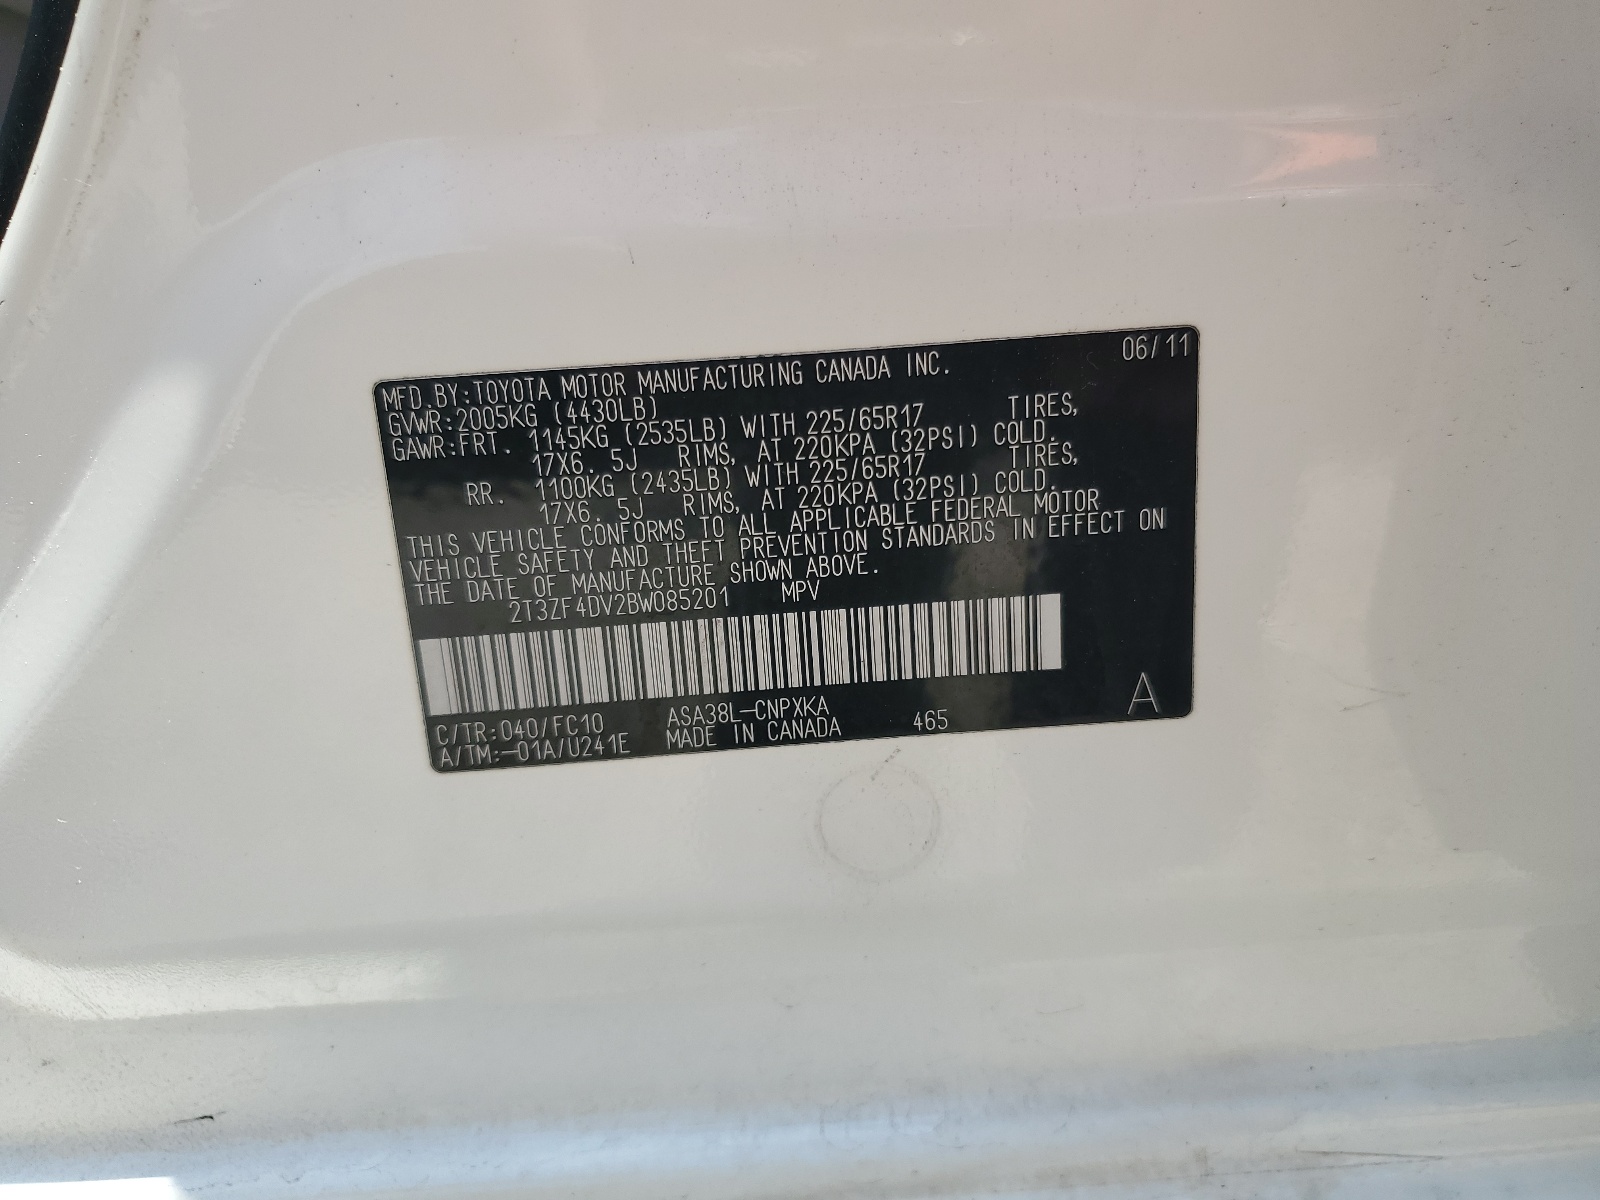 06/11
MFD.BY:TOYOTA MOTOR MANUFACTURING CANADA INC.
GVWR:2005KG (4430LB)
GAWR:FRT. 1145KG (2535LB) WITH 225/65R17 TIRES,
17X6.5J RIMS, AT 220KPA (32PSI) COLD.
RR. 1100KG (2435LB) WITH 225/65R17 TIRES,
17X6.5J RIMS, AT 220KPA (32PSI) COLD.
THIS VEHICLE CONFORMS TO ALL APPLICABLE FEDERAL MOTOR
VEHICLE SAFETY AND THEFT PREVENTION STANDARDS IN EFFECT ON
THE DATE OF MANUFACTURE SHOWN ABOVE.
2T3ZF4DV2BW085201 MPV
C/TR:040/FC10 ASA38L-CNPXKA 465 A
A/TM:-01A/U241E MADE IN CANADA